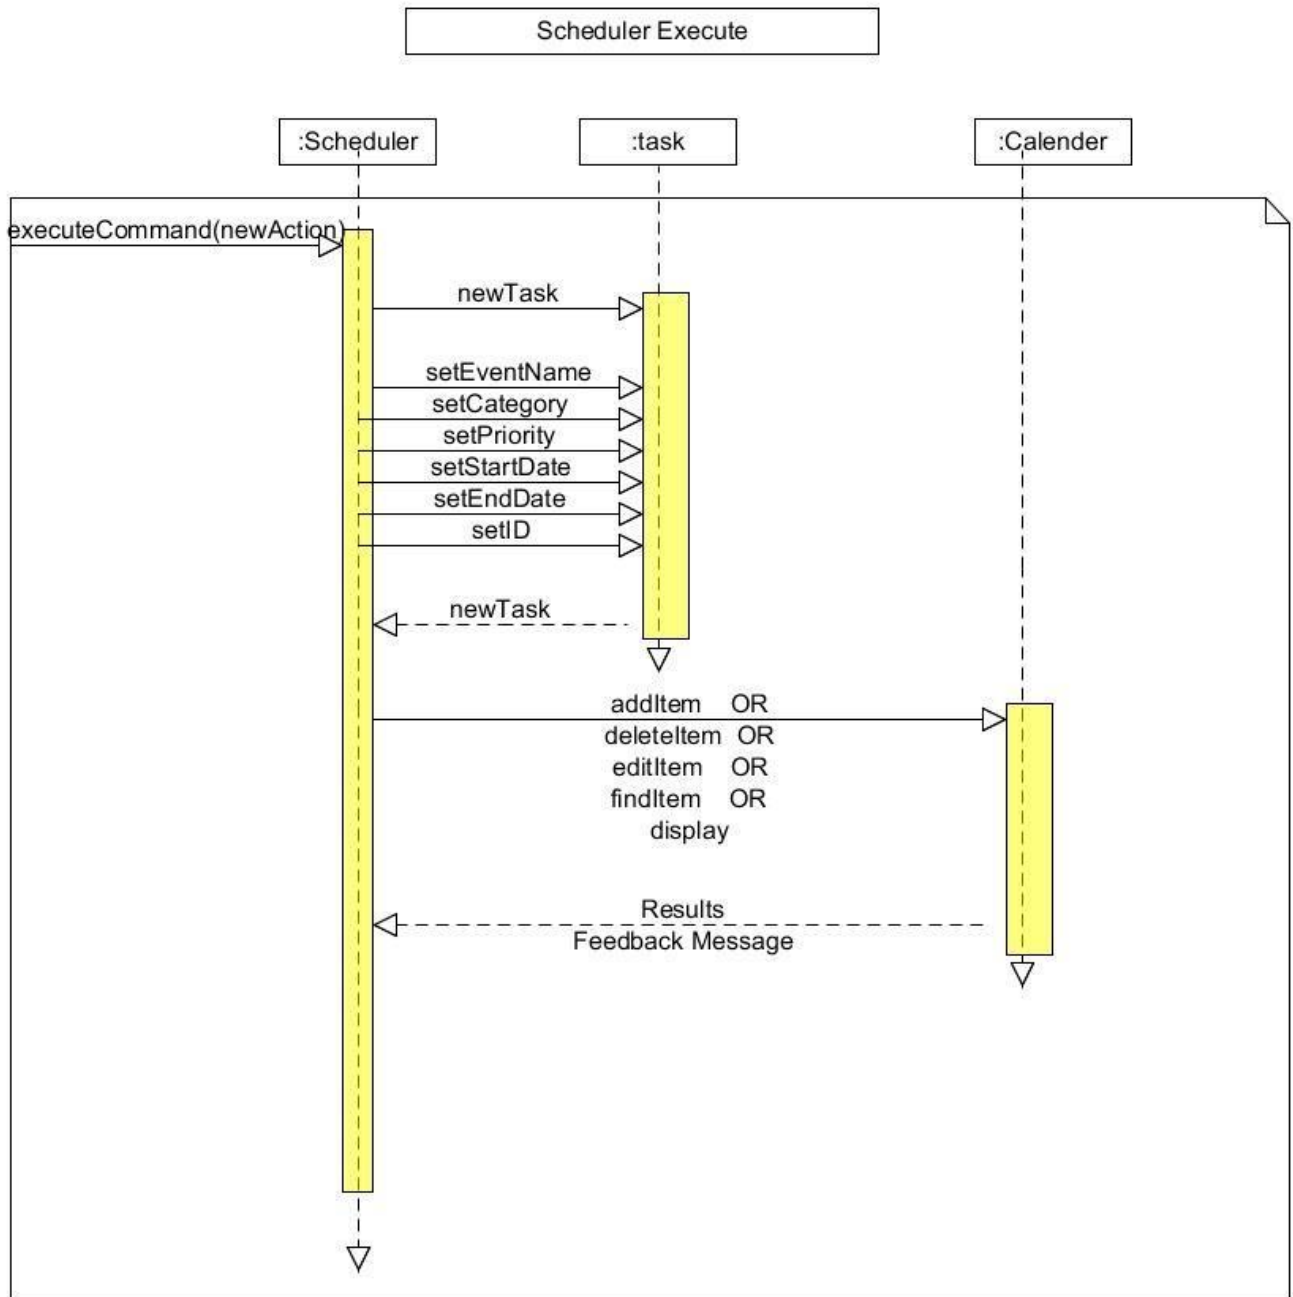 Scheduler Execute
:Scheduler
:task
:Calender
executeCommand(newAction)
newTask
setEventName
setCategory
setPriority
setStartDate
setEndDate
setID
newTask
addItem OR
deleteItem OR
editItem OR
findItem OR
display
Results
Feedback Message